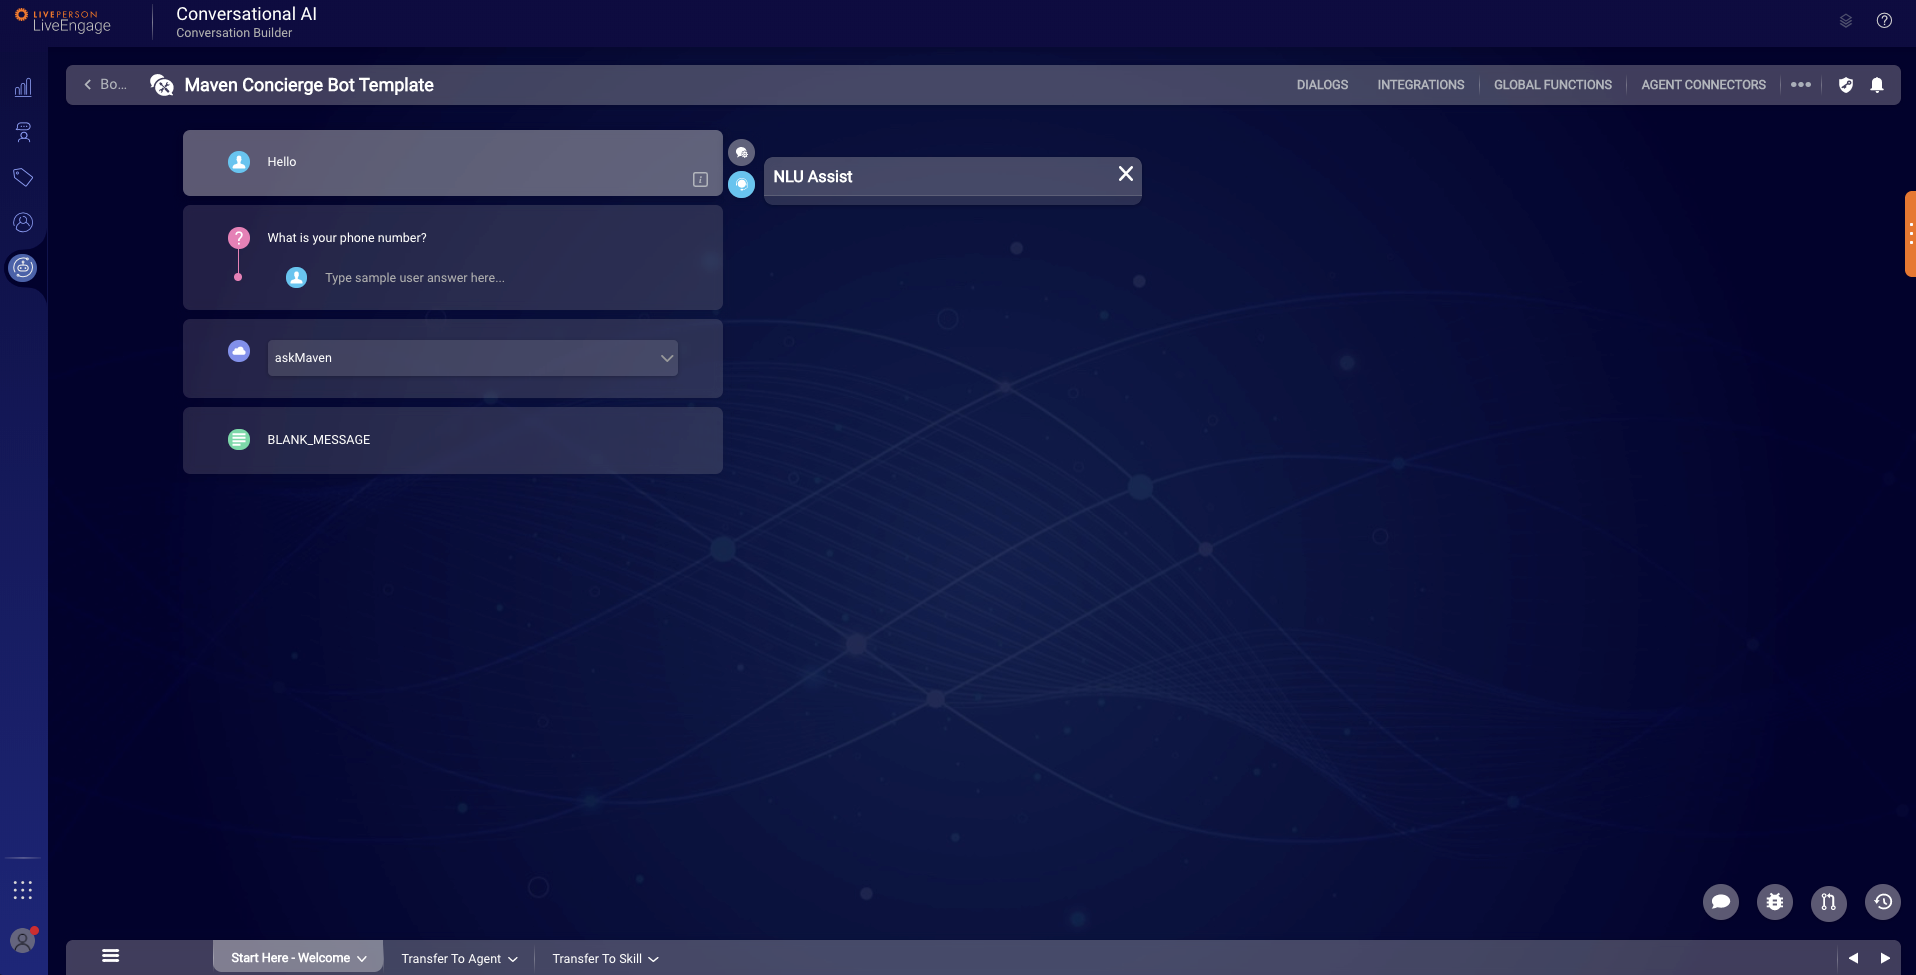 LIVEPERSON
LiveEngage
Conversational AI
Conversation Builder
Bo...
Maven Concierge Bot Template
DIALOGS
INTEGRATIONS
GLOBAL FUNCTIONS
AGENT CONNECTORS
Hello
NLU Assist
What is your phone number?
Type sample user answer here...
askMaven
BLANK_MESSAGE
Start Here - Welcome
Transfer To Agent
Transfer To Skill